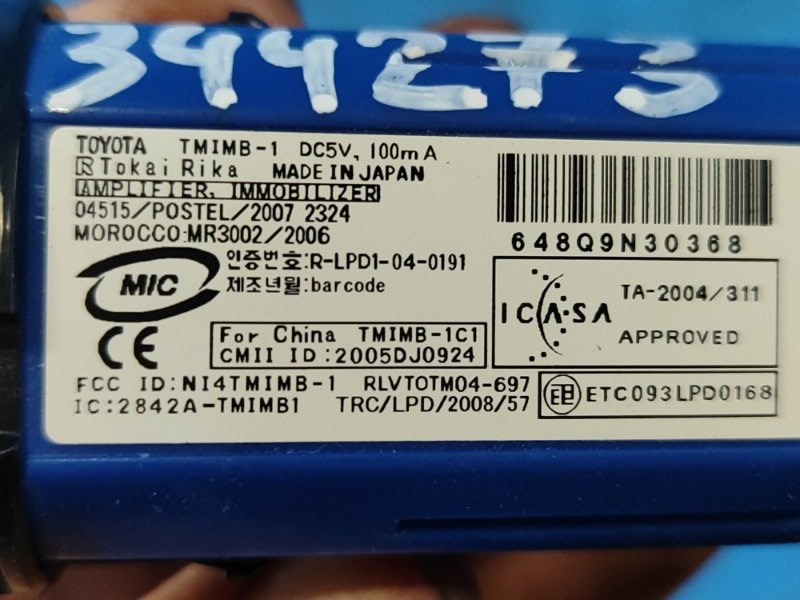 344273
TOYOTA TMIMB-1 DC5V, 100mA
Tokai Rika MADE IN JAPAN
AMPLIFIER, IMMOBILIZER
04515/POSTEL/2007 2324
MOROCCO:MR3002/2006
648Q9N30368
MIC
인증번호:R-LPD1-04-0191
제조년월:barcode
ICASA
TA-2004/311
APPROVED
CE
For China TMIMB-1C1
CMII ID:2005DJ0924
FCC ID:NI4TMIMB-1 RLVTOTM04-697
IC:2842A-TMIMB1 TRC/LPD/2008/57
ETC093LPD0168